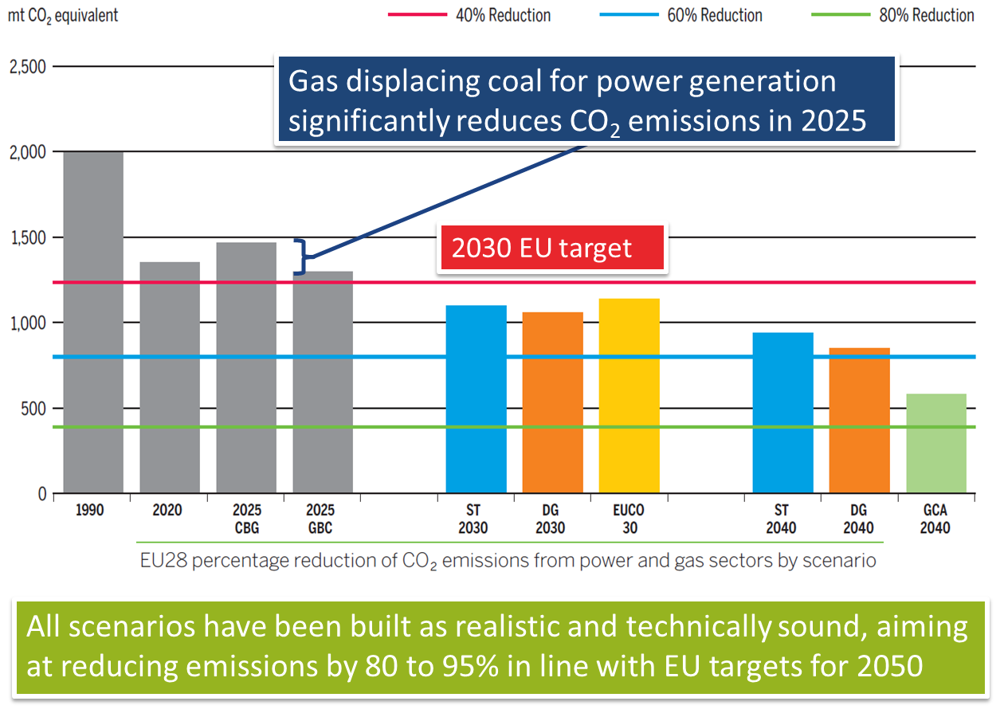 mt CO₂ equivalent
40% Reduction
60% Reduction
80% Reduction
2,500
Gas displacing coal for power generation
significantly reduces CO₂ emissions in 2025
2,000
1,500
2030 EU target
1,000
500
0
1990
2020
2025
CBG
2025
GBC
ST
2030
DG
2030
EUCO
30
ST
2040
DG
2040
GCA
2040
EU28 percentage reduction of CO₂ emissions from power and gas sectors by scenario
All scenarios have been built as realistic and technically sound, aiming
at reducing emissions by 80 to 95% in line with EU targets for 2050